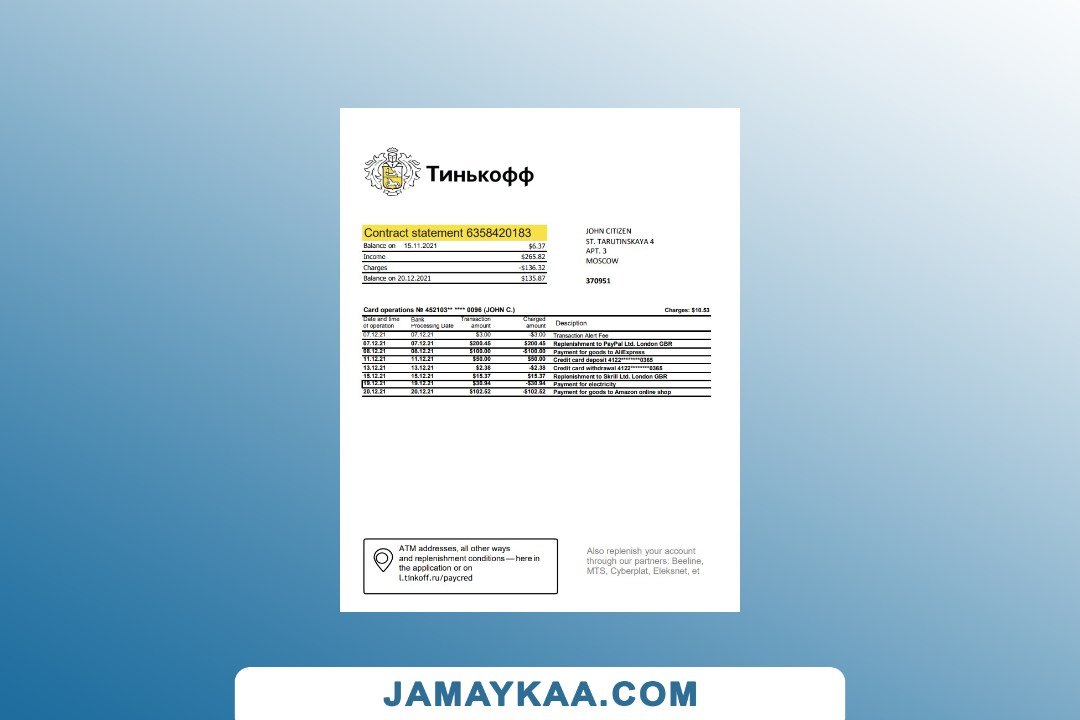 Тинькофф
Contract statement 6358420183
Balance on 15.11.2021 $6.37
Income $265.82
Charges -$136.32
Balance on 20.12.2021 $135.87
JOHN CITIZEN
ST. TARUTINSKAYA 4
APT. 3
MOSCOW
370951
Card operations № 452103** **** 0096 (JOHN C.) Charges: $10.53
Date and time of operation Bank Processing Date Transaction amount Charged amount Desciption
07.12.21 07.12.21 $3.00 -$3.00 Transaction Alert Fee
07.12.21 07.12.21 $200.45 $200.45 Replenishment to PayPal Ltd. London GBR
08.12.21 08.12.21 $100.00 -$100.00 Payment for goods to AliExpress
11.12.21 11.12.21 $50.00 $50.00 Credit card deposit 4122********0365
13.12.21 13.12.21 $2.38 -$2.38 Credit card withdrawal 4122********0365
15.12.21 15.12.21 $15.37 $15.37 Replenishment to Skrill Ltd. London GBR
19.12.21 19.12.21 $30.94 -$30.94 Payment for electricity
20.12.21 20.12.21 $102.52 -$102.52 Payment for goods to Amazon online shop
ATM addresses, all other ways
and replenishment conditions — here in
the application or on
l.tinkoff.ru/paycred
Also replenish your account
through our partners: Beeline,
MTS, Cyberplat, Eleksnet, et
JAMAYKAA.COM